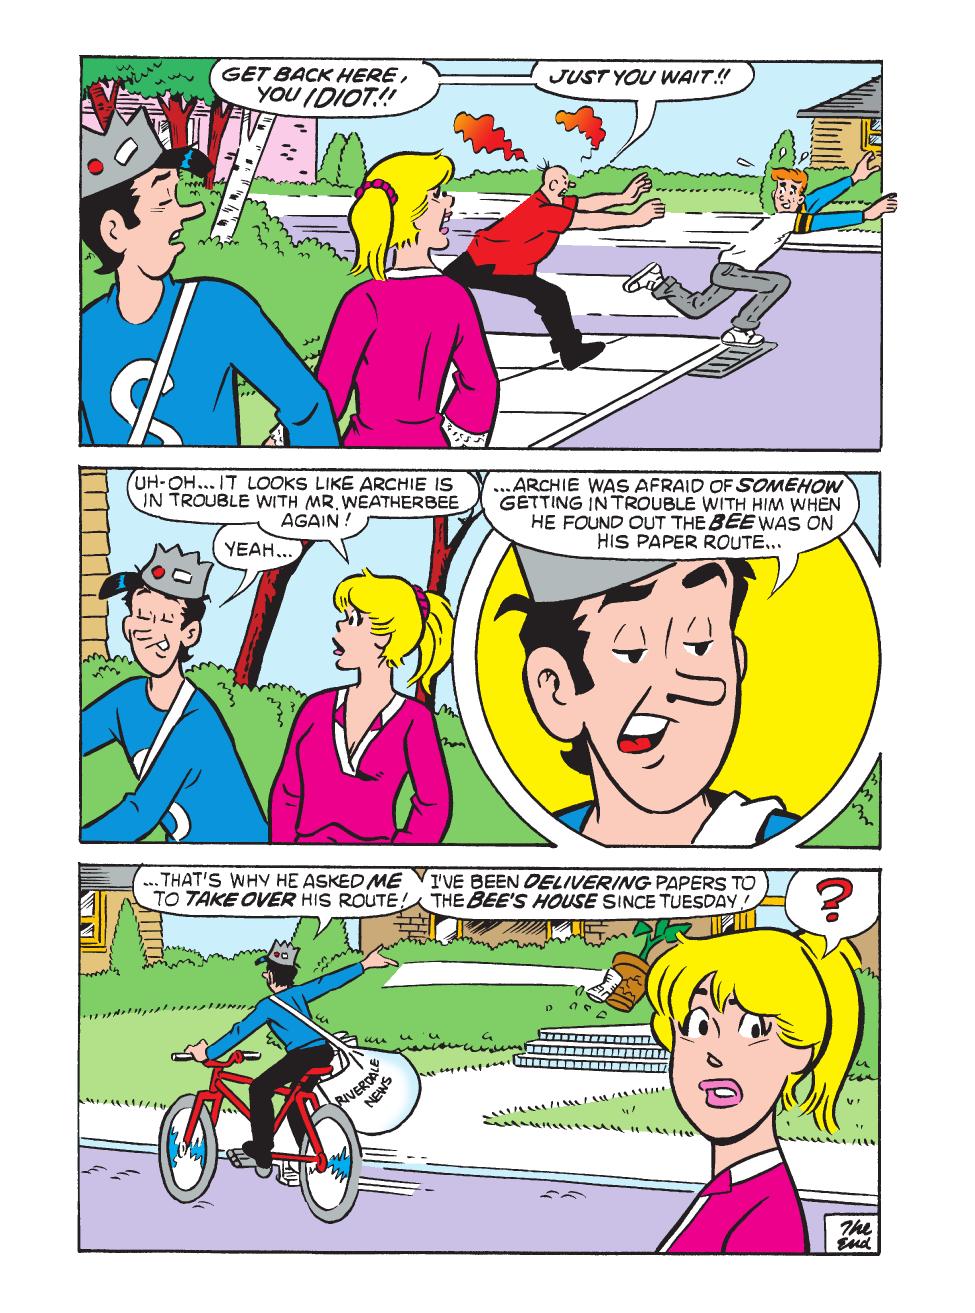 GET BACK HERE,
YOU IDIOT!!
JUST YOU WAIT!!
S
UH-OH...IT LOOKS LIKE ARCHIE IS
IN TROUBLE WITH MR. WEATHERBEE
AGAIN!
YEAH...
...ARCHIE WAS AFRAID OF SOMEHOW
GETTING IN TROUBLE WITH HIM WHEN
HE FOUND OUT THE BEE WAS ON
HIS PAPER ROUTE...
...THAT'S WHY HE ASKED ME
TO TAKE OVER HIS ROUTE!
I'VE BEEN DELIVERING PAPERS TO
THE BEE'S HOUSE SINCE TUESDAY!
?
RIVERDALE
NEWS
The
End